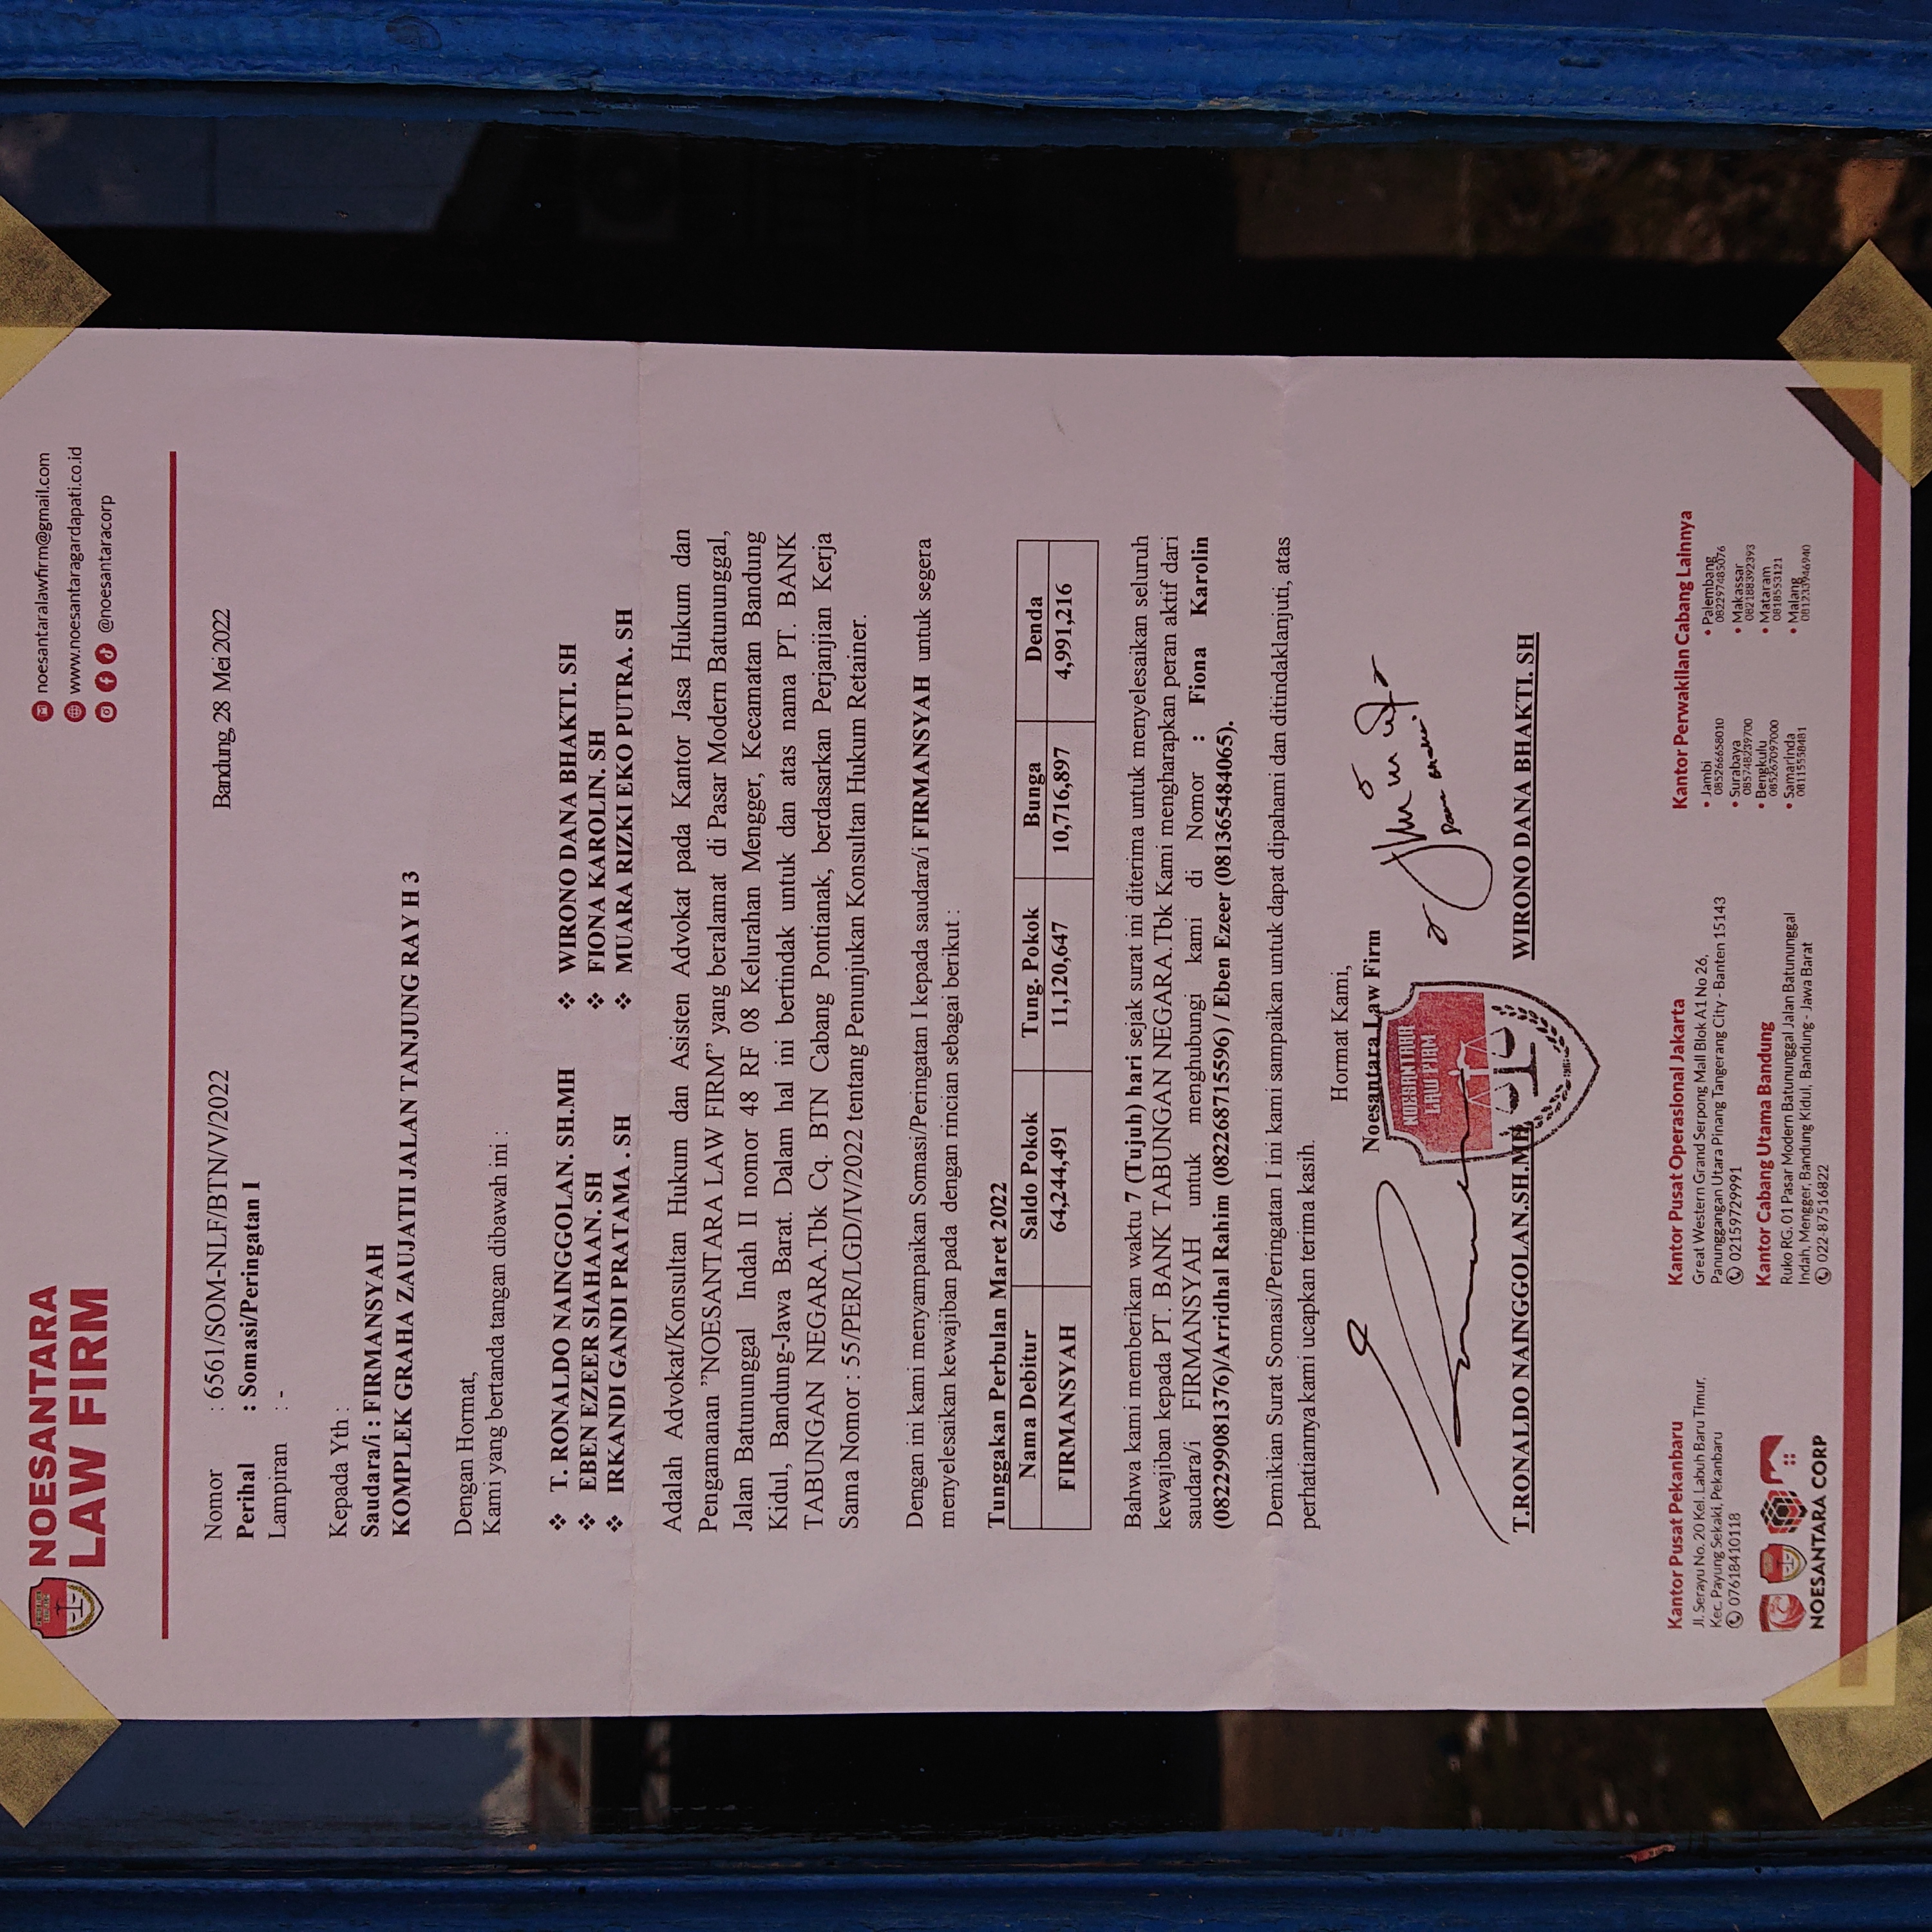 NOESANTARA
LAW FIRM
noesantaralawfirm@gmail.com
www.noesantaragardapati.co.id
@noesantaracorp
Bandung, 28 Mei 2022
Nomor : 6561/SOM-NLF/BTN/V/2022
Perihal : Somasi/Peringatan I
Lampiran : -
Kepada Yth :
Saudara/i : FIRMANSYAH
KOMPLEK GRAHA ZAUJATII JALAN TANJUNG RAY H 3
Dengan Hormat,
Kami yang bertanda tangan dibawah ini :
❖ T. RONALDO NAINGGOLAN. SH.MH ❖ WIRONO DANA BHAKTI. SH
❖ EBEN EZEER SIAHAAN. SH ❖ FIONA KAROLIN. SH
❖ IRKANDI GANDI PRATAMA . SH ❖ MUARA RIZKI EKO PUTRA. SH
Adalah Advokat/Konsultan Hukum dan Asisten Advokat pada Kantor Jasa Hukum dan
Pengamanan ”NOESANTARA LAW FIRM” yang beralamat di Pasar Modern Batununggal,
Jalan Batununggal Indah II nomor 48 RF 08 Kelurahan Mengger, Kecamatan Bandung
Kidul, Bandung-Jawa Barat. Dalam hal ini bertindak untuk dan atas nama PT. BANK
TABUNGAN NEGARA.Tbk Cq. BTN Cabang Pontianak, berdasarkan Perjanjian Kerja
Sama Nomor : 55/PER/LGD/IV/2022 tentang Penunjukan Konsultan Hukum Retainer.
Dengan ini kami menyampaikan Somasi/Peringatan I kepada saudara/i FIRMANSYAH untuk segera
menyelesaikan kewajiban pada dengan rincian sebagai berikut :
Tunggakan Perbulan Maret 2022
Nama Debitur Saldo Pokok Tung. Pokok Bunga Denda
FIRMANSYAH 64,244,491 11,120,647 10,716,897 4,991,216
Bahwa kami memberikan waktu 7 (Tujuh) hari sejak surat ini diterima untuk menyelesaikan seluruh
kewajiban kepada PT. BANK TABUNGAN NEGARA.Tbk Kami mengharapkan peran aktif dari
saudara/i FIRMANSYAH untuk menghubungi kami di Nomor : Fiona Karolin
(082299081376)/Arridhal Rahim (082268715596) / Eben Ezeer (081365484065).
Demikian Surat Somasi/Peringatan I ini kami sampaikan untuk dapat dipahami dan ditindaklanjuti, atas
perhatiannya kami ucapkan terima kasih.
Hormat Kami,
Noesantara Law Firm
NOESANTARA
LAW FIRM
T.RONALDO NAINGGOLAN.SH.MH WIRONO DANA BHAKTI. SH
Kantor Pusat Pekanbaru
Jl. Serayu No. 20 Kel. Labuh Baru Timur,
Kec. Payung Sekaki, Pekanbaru
07618410118
NOESANTARA CORP
Kantor Pusat Operasional Jakarta
Great Western Grand Serpong Mall Blok A1 No 26,
Panunggangan Utara Pinang Tangerang City - Banten 15143
02159729991
Kantor Cabang Utama Bandung
Ruko RG. 01 Pasar Modern Batununggal Jalan Batununggal
Indah, Mengger, Bandung Kidul, Bandung - Jawa Barat
022-87516822
Kantor Perwakilan Cabang Lainnya
• Jambi
085266658010
• Surabaya
085748239700
• Bengkulu
085267097000
• Samarinda
08115558481
• Palembang
082297485076
• Makassar
082188392393
• Mataram
0818553121
• Malang